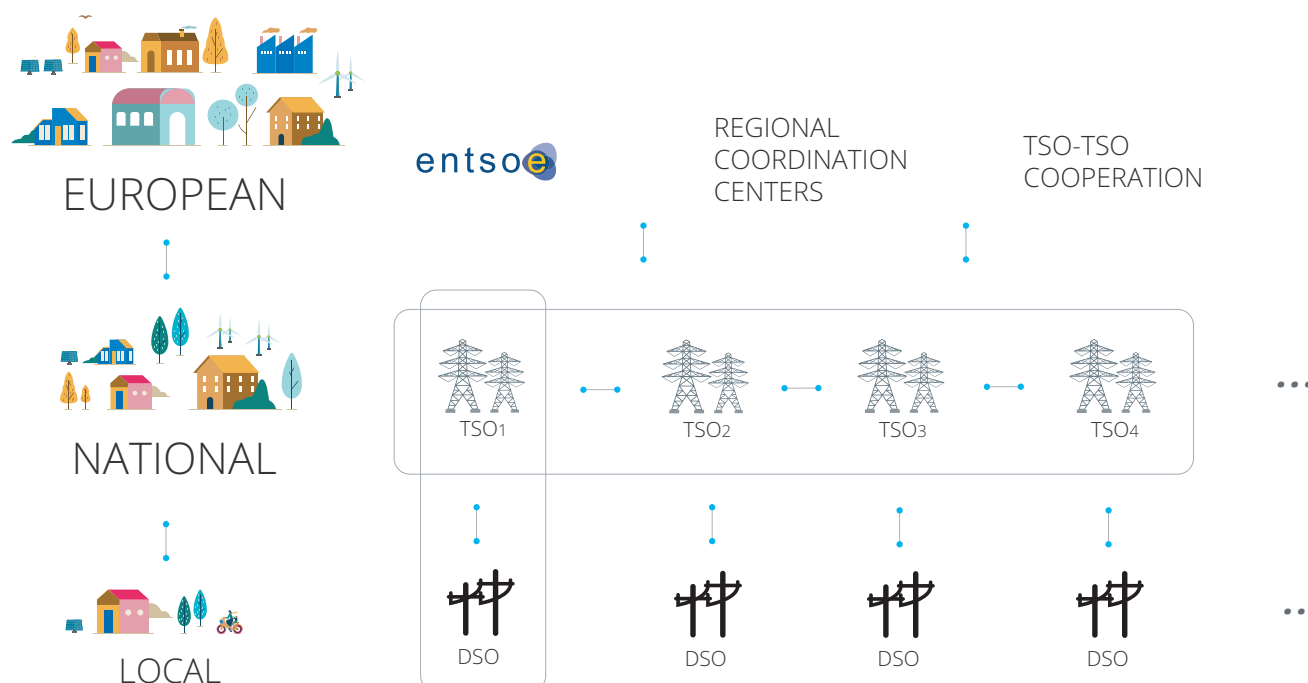 entsoe
REGIONAL
COORDINATION
CENTERS
TSO-TSO
COOPERATION
EUROPEAN
TSO1
TSO2
TSO3
TSO4
...
NATIONAL
DSO
DSO
DSO
DSO
..
LOCAL